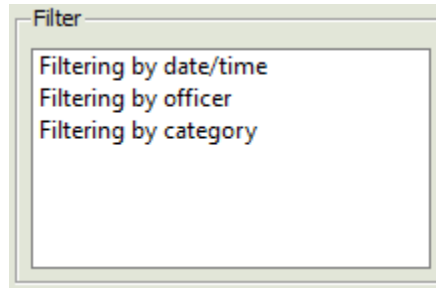 Filter
Filtering by date/time
Filtering by officer
Filtering by category